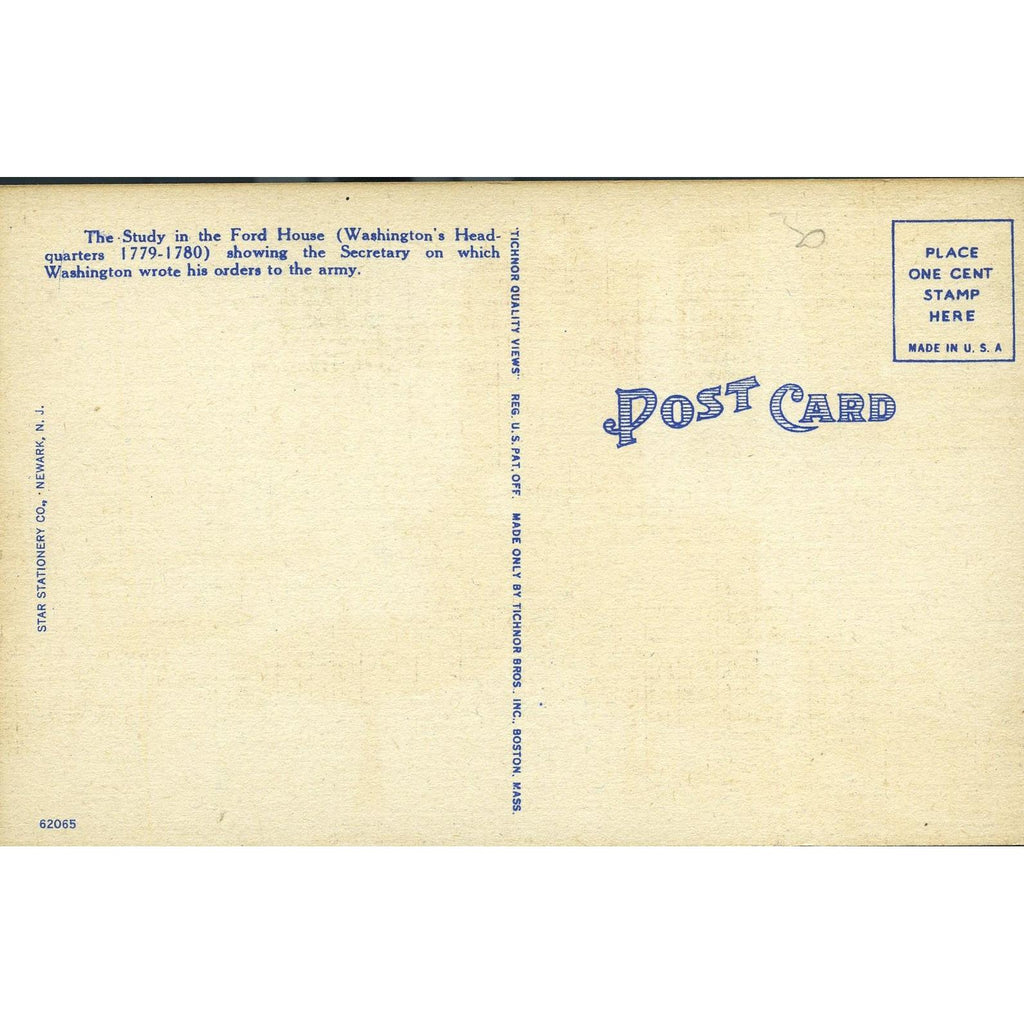 The Study in the Ford House (Washington's Head-
quarters 1779-1780) showing the Secretary on which
Washington wrote his orders to the army.
STAR STATIONERY CO., NEWARK, N. J.
62065
"TICHNOR QUALITY VIEWS" REG. U. S. PAT. OFF. MADE ONLY BY TICHNOR BROS. INC., BOSTON, MASS.
30
PLACE
ONE CENT
STAMP
HERE
MADE IN U. S. A
POST CARD